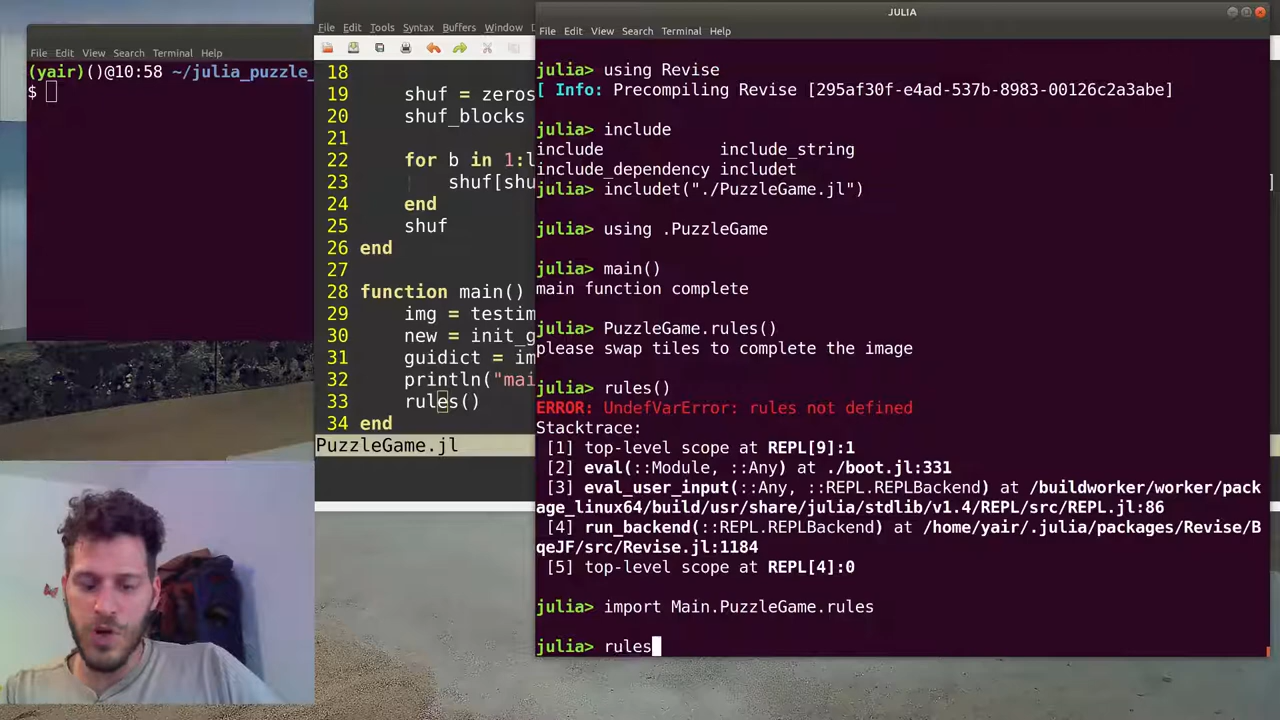 File Edit View Search Terminal Help
(yair)()@10:58 ~/julia_puzzle_
$
File Edit Tools Syntax Buffers Window
18
19 shuf = zeros
20 shuf_blocks
21
22 for b in 1:l
23 shuf[shu
24 end
25 shuf
26 end
27
28 function main()
29 img = testim
30 new = init_g
31 guidict = im
32 println("mai
33 rules()
34 end
PuzzleGame.jl
JULIA
File Edit View Search Terminal Help
julia> using Revise
[ Info: Precompiling Revise [295af30f-e4ad-537b-8983-00126c2a3abe]
julia> include
include include_string
include_dependency includet
julia> includet("./PuzzleGame.jl")
julia> using .PuzzleGame
julia> main()
main function complete
julia> PuzzleGame.rules()
please swap tiles to complete the image
julia> rules()
ERROR: UndefVarError: rules not defined
Stacktrace:
[1] top-level scope at REPL[9]:1
[2] eval(::Module, ::Any) at ./boot.jl:331
[3] eval_user_input(::Any, ::REPL.REPLBackend) at /buildworker/worker/pack
age_linux64/build/usr/share/julia/stdlib/v1.4/REPL/src/REPL.jl:86
[4] run_backend(::REPL.REPLBackend) at /home/yair/.julia/packages/Revise/B
qeJF/src/Revise.jl:1184
[5] top-level scope at REPL[4]:0
julia> import Main.PuzzleGame.rules
julia> rules